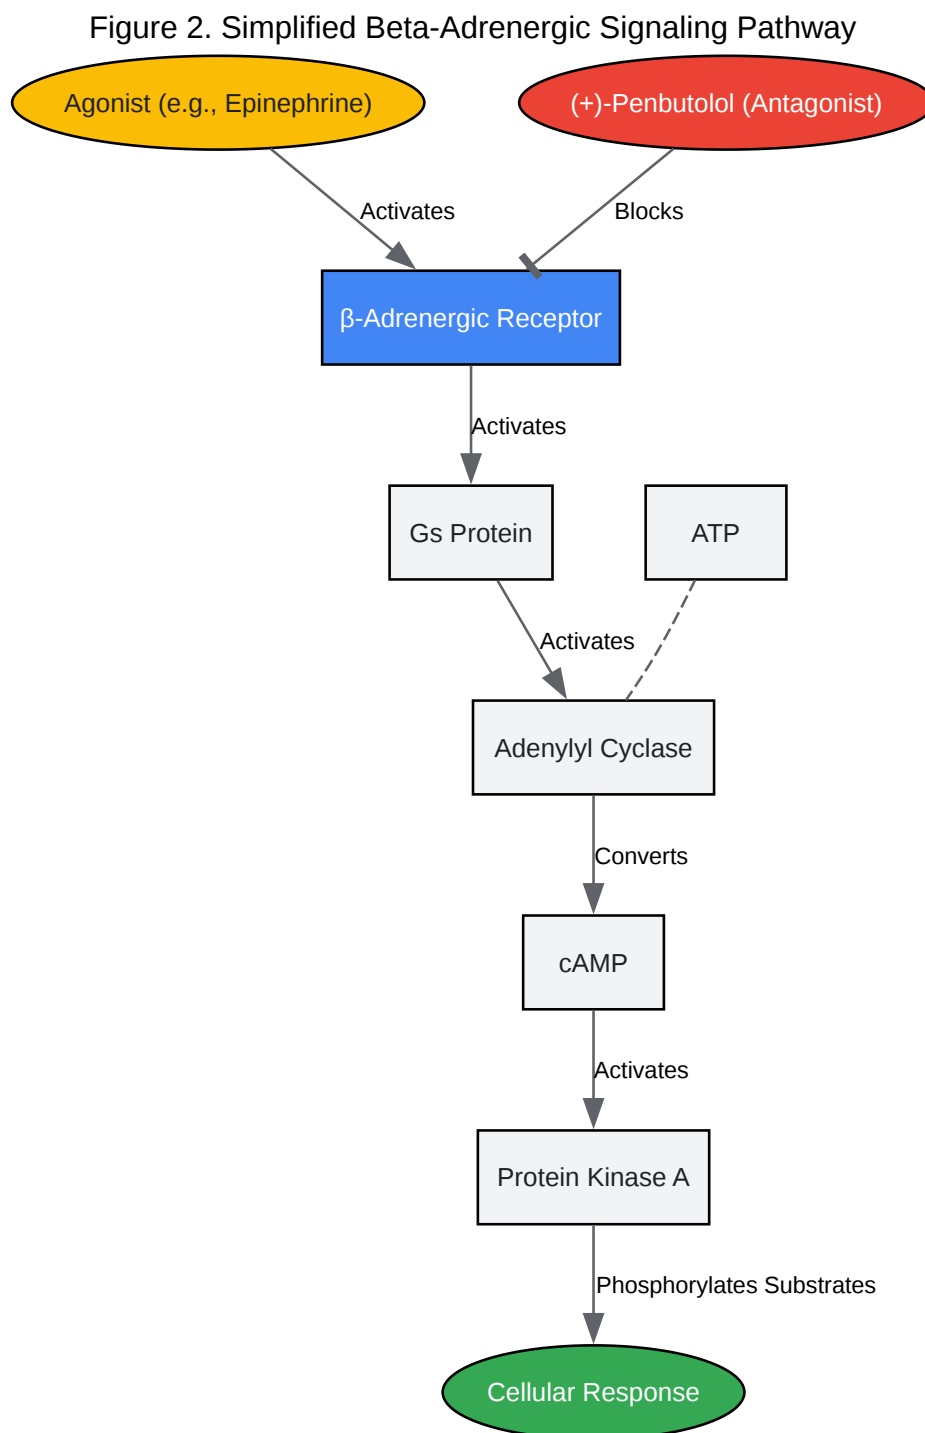 Figure 2. Simplified Beta-Adrenergic Signaling Pathway
Agonist (e.g., Epinephrine)
(+)-Penbutolol (Antagonist)
Activates
Blocks
β-Adrenergic Receptor
Activates
Gs Protein
ATP
Activates
Adenylyl Cyclase
Converts
cAMP
Activates
Protein Kinase A
Phosphorylates Substrates
Cellular Response